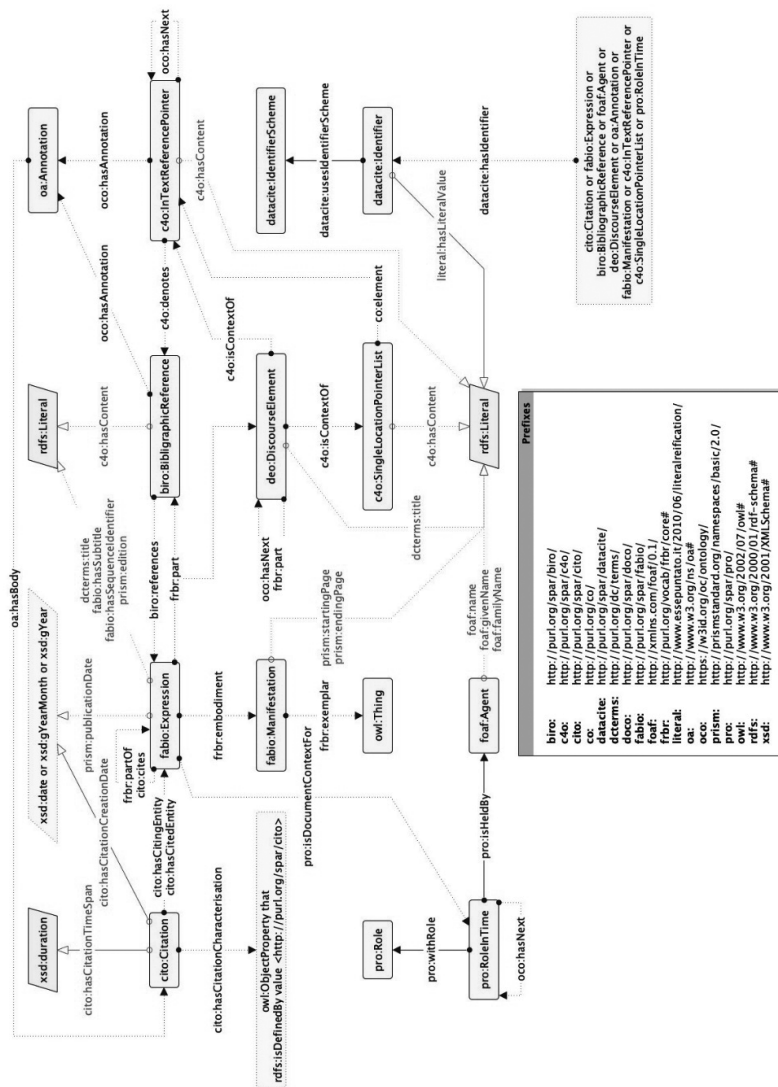 oa:hasBody
xsd:duration
xsd:date or xsd:gYearMonth or xsd:gYear
rdfs:Literal
oa:Annotation
cito:hasCitationTimeSpan
cito:hasCitationCreationDate
prism:publicationDate
dcterms:title
fabio:hasSubtitle
fabio:hasSequenceIdentifier
prism:edition
c4o:hasContent
oco:hasAnnotation
oco:hasAnnotation
oco:hasNext
frbr:partOf
cito:cites
cito:Citation
cito:hasCitingEntity
cito:hasCitedEntity
fabio:Expression
biro:references
biro:BibligraphicReference
c4o:denotes
c4o:InTextReferencePointer
frbr:part
c4o:isContextOf
c4o:hasContent
cito:hasCitationCharacterisation
frbr:embodiment
oco:hasNext
frbr:part
owl:ObjectProperty that
rdfs:isDefinedBy value <http://purl.org/spar/cito>
fabio:Manifestation
deo:DiscourseElement
datacite:IdentifierScheme
pro:isDocumentContextFor
frbr:exemplar
prism:startingPage
prism:endingPage
c4o:isContextOf
datacite:usesIdentifierScheme
owl:Thing
dcterms:title
c4o:SingleLocationPointerList
co:element
datacite:Identifier
pro:Role
c4o:hasContent
literal:hasLiteralValue
pro:withRole
datacite:hasIdentifier
pro:RoleInTime
pro:isHeldBy
foaf:Agent
foaf:name
foaf:givenName
foaf:familyName
rdfs:Literal
oco:hasNext
cito:Citation or fabio:Expression or
biro:BibliographicReference or foaf:Agent or
deo:DiscourseElement or oa:Annotation or
fabio:Manifestation or c4o:InTextReferencePointer or
c4o:SingleLocationPointerList or pro:RoleInTime
Prefixes
biro: http://purl.org/spar/biro/
c4o: http://purl.org/spar/c4o/
cito: http://purl.org/spar/cito/
co: http://purl.org/co/
datacite: http://purl.org/spar/datacite/
dcterms: http://purl.org/dc/terms/
doco: http://purl.org/spar/doco/
fabio: http://purl.org/spar/fabio/
foaf: http://xmlns.com/foaf/0.1/
frbr: http://purl.org/vocab/frbr/core#
literal: http://www.essepuntato.it/2010/06/literalreification/
oa: http://www.w3.org/ns/oa#
oco: https://w3id.org/oc/ontology/
prism: http://prismstandard.org/namespaces/basic/2.0/
pro: http://purl.org/spar/pro/
owl: http://www.w3.org/2002/07/owl#
rdfs: http://www.w3.org/2000/01/rdf-schema#
xsd: http://www.w3.org/2001/XMLSchema#